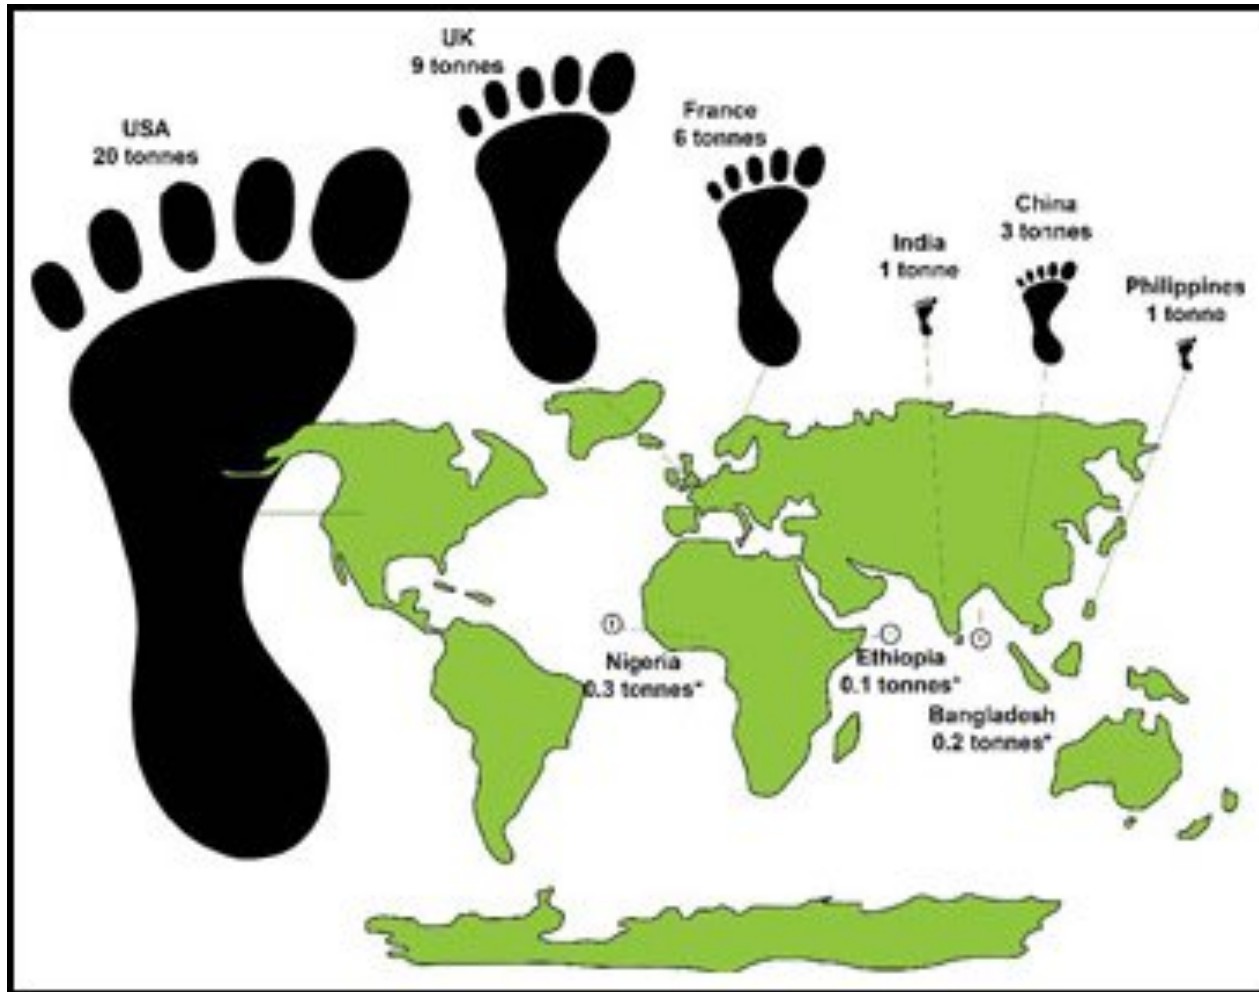 UK
9 tonnes
USA
20 tonnes
France
6 tonnes
India
1 tonne
China
3 tonnes
Philippines
1 tonne
Nigeria
0.3 tonnes*
Ethiopia
0.1 tonnes*
Bangladesh
0.2 tonnes*